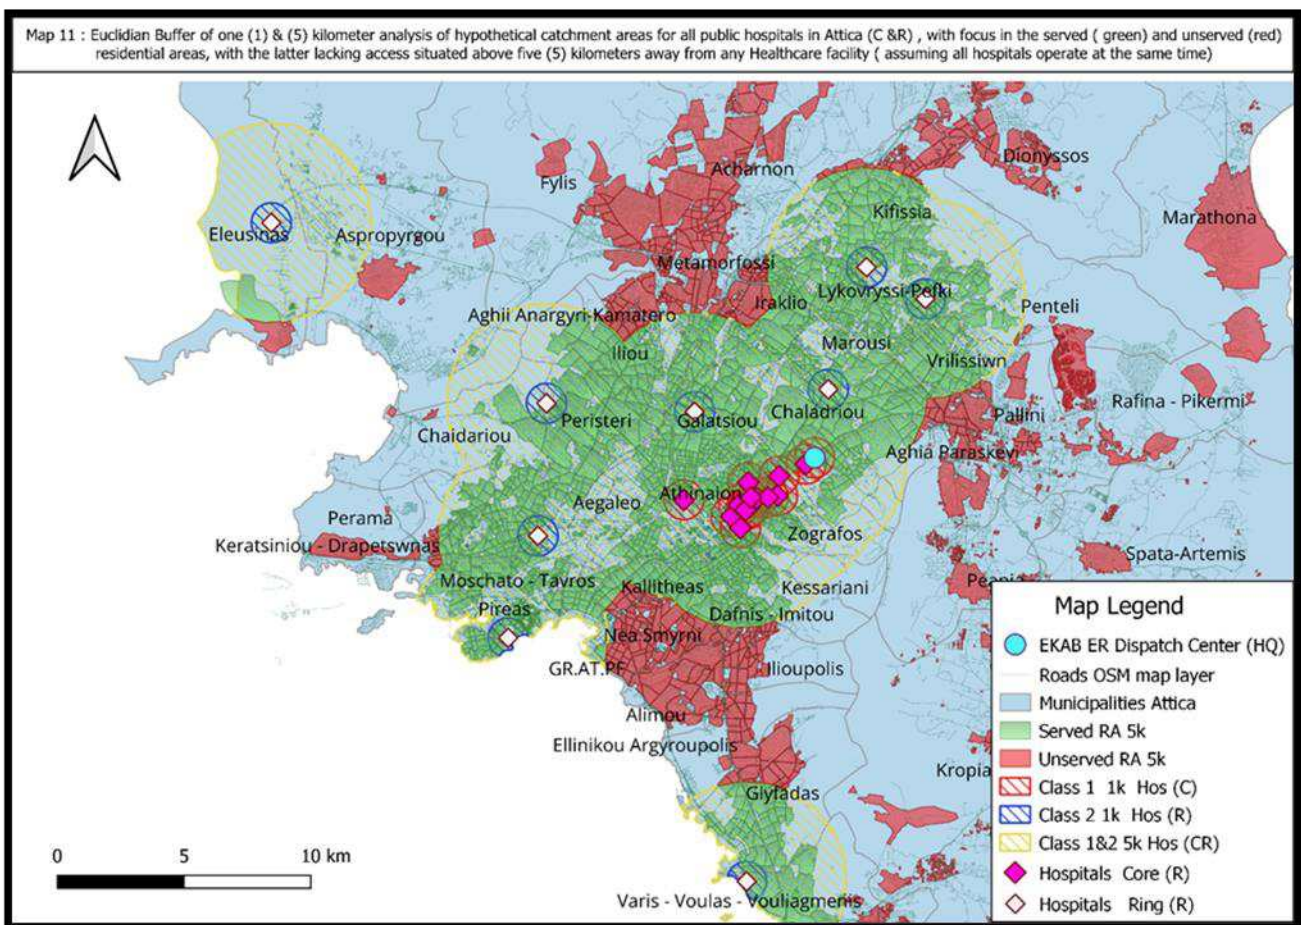 Map 11 : Euclidian Buffer of one (1) & (5) kilometer analysis of hypothetical catchment areas for all public hospitals in Attica (C &R) , with focus in the served ( green) and unserved (red)
residential areas, with the latter lacking access situated above five (5) kilometers away from any Healthcare facility ( assuming all hospitals operate at the same time)
Dionyssos
Acharnon
Fylis
Kifissia
Marathona
Eleusinas
Aspropyrgou
Metamorfossi
Lykovryssi-Pefki
Iraklio
Penteli
Aghii Anargyri-Kamatero
Marousi
Iliou
Vrilissiwn
Rafina - Pikermi
Peristeri
Galatsiou
Chaladriou
Pallini
Chaidariou
Aghia Paraskevi
Athinaion
Aegaleo
Perama
Zografos
Keratsiniou - Drapetswnas
Spata-Artemis
Moschato - Tavros
Kallitheas
Kessariani
Peania
Pireas
Dafnis - Imitou
Nea Smyrni
GR.AT.PF
Ilioupolis
Alimou
Ellinikou Argyroupolis
Kropia
Glyfadas
Varis - Voulas - Vouliagmenis
0 5 10 km
Map Legend
EKAB ER Dispatch Center (HQ)
Roads OSM map layer
Municipalities Attica
Served RA 5k
Unserved RA 5k
Class 1 1k Hos (C)
Class 2 1k Hos (R)
Class 1&2 5k Hos (CR)
Hospitals Core (R)
Hospitals Ring (R)